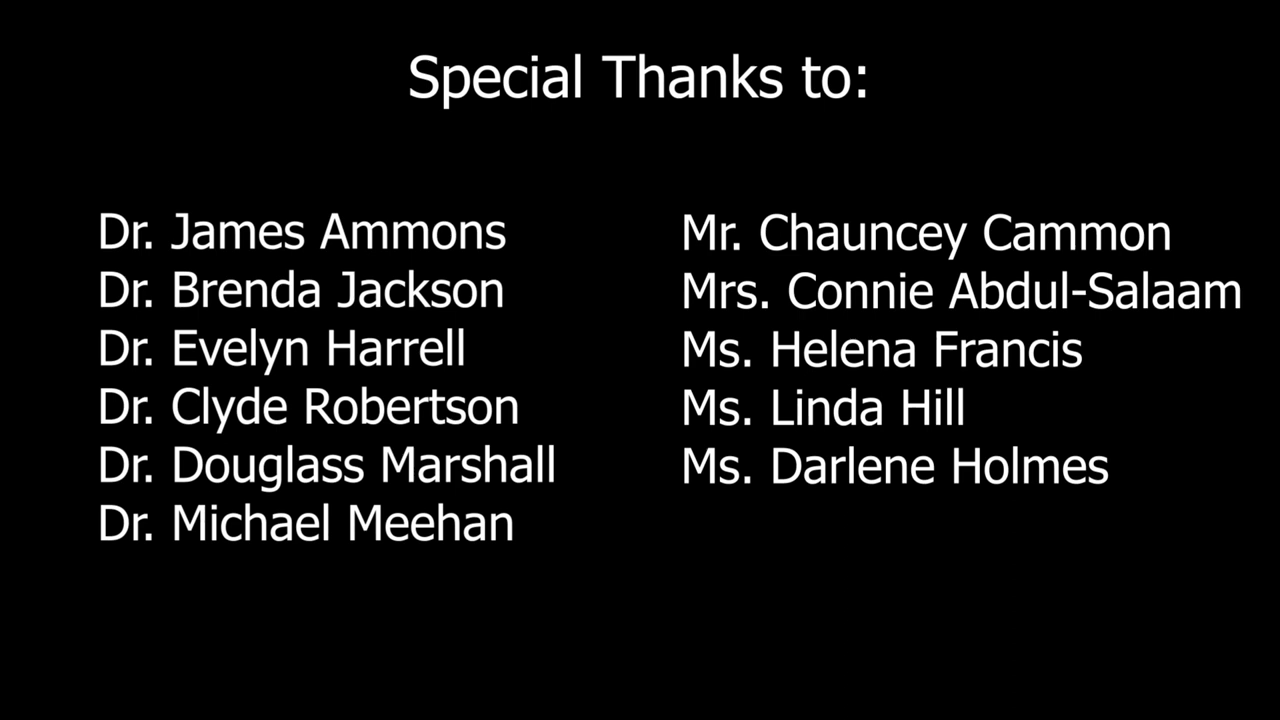 Special Thanks to:
Dr. James Ammons
Dr. Brenda Jackson
Dr. Evelyn Harrell
Dr. Clyde Robertson
Dr. Douglass Marshall
Dr. Michael Meehan
Mr. Chauncey Cammon
Mrs. Connie Abdul-Salaam
Ms. Helena Francis
Ms. Linda Hill
Ms. Darlene Holmes